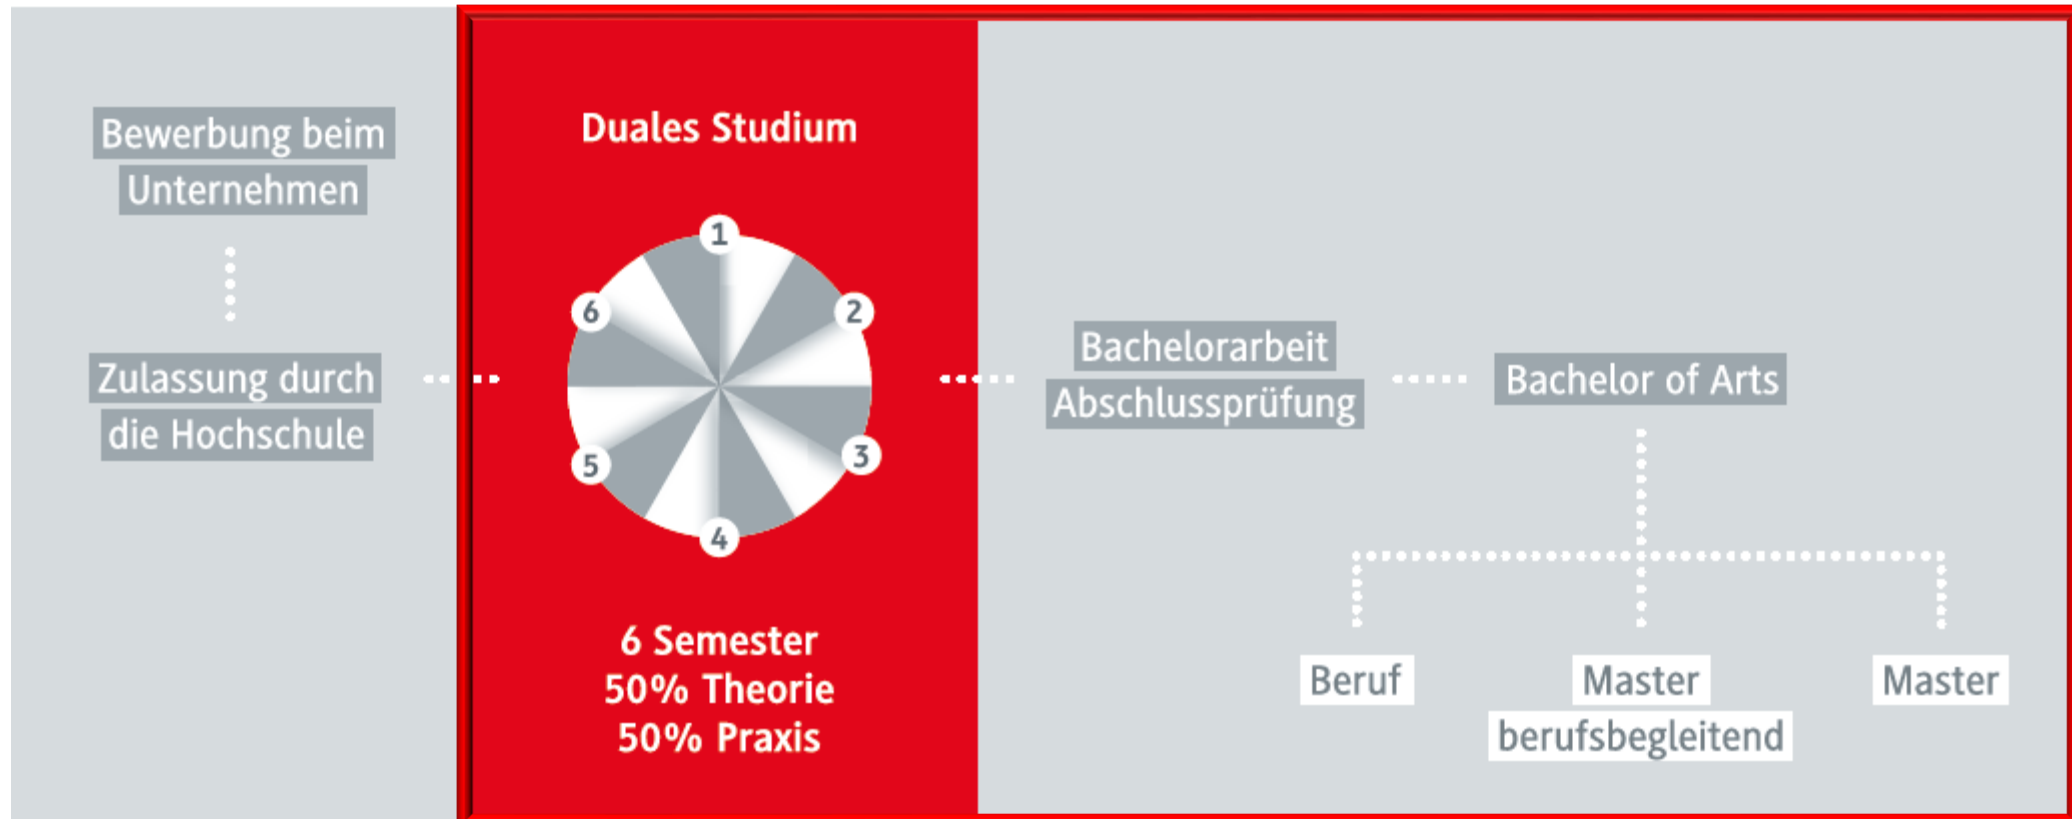 Bewerbung beim
Unternehmen
Zulassung durch
die Hochschule
Duales Studium
1
2
3
4
5
6
6 Semester
50% Theorie
50% Praxis
Bachelorarbeit
Abschlussprüfung
Bachelor of Arts
Beruf
Master
berufsbegleitend
Master